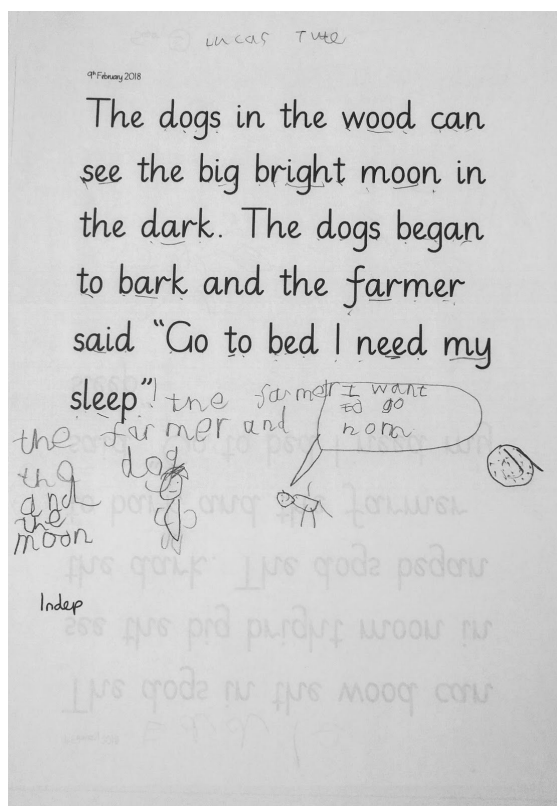 Lucas Tute
9th February 2018
The dogs in the wood can
see the big bright moon in
the dark. The dogs began
to bark and the farmer
said "Go to bed I need my
sleep"! the farmer
I want
to go
hom
the farmer and
the dog
and
the
moon
Indep